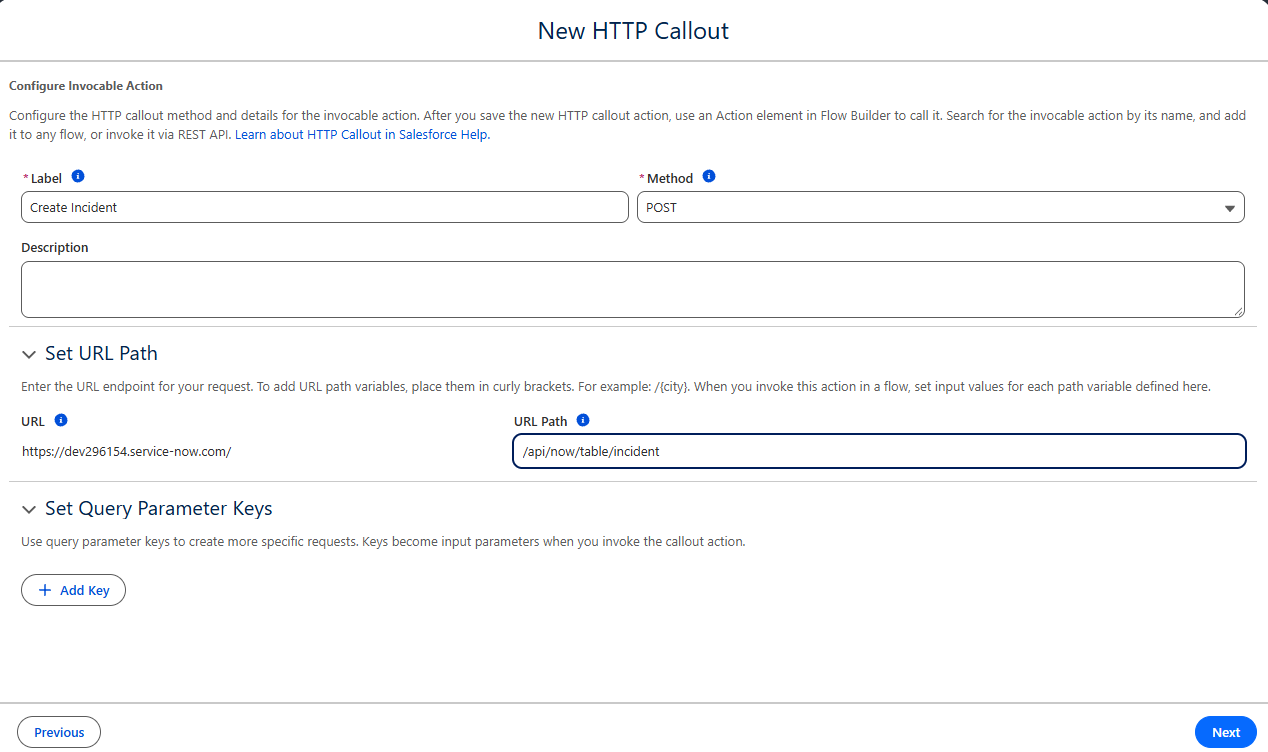 New HTTP Callout
Configure Invocable Action
Configure the HTTP callout method and details for the invocable action. After you save the new HTTP callout action, use an Action element in Flow Builder to call it. Search for the invocable action by its name, and add
it to any flow, or invoke it via REST API. Learn about HTTP Callout in Salesforce Help.
* Label
* Method
Create Incident
POST
Description
Set URL Path
Enter the URL endpoint for your request. To add URL path variables, place them in curly brackets. For example: /{city}. When you invoke this action in a flow, set input values for each path variable defined here.
URL
URL Path
https://dev296154.service-now.com/
/api/now/table/incident
Set Query Parameter Keys
Use query parameter keys to create more specific requests. Keys become input parameters when you invoke the callout action.
+ Add Key
Previous
Next